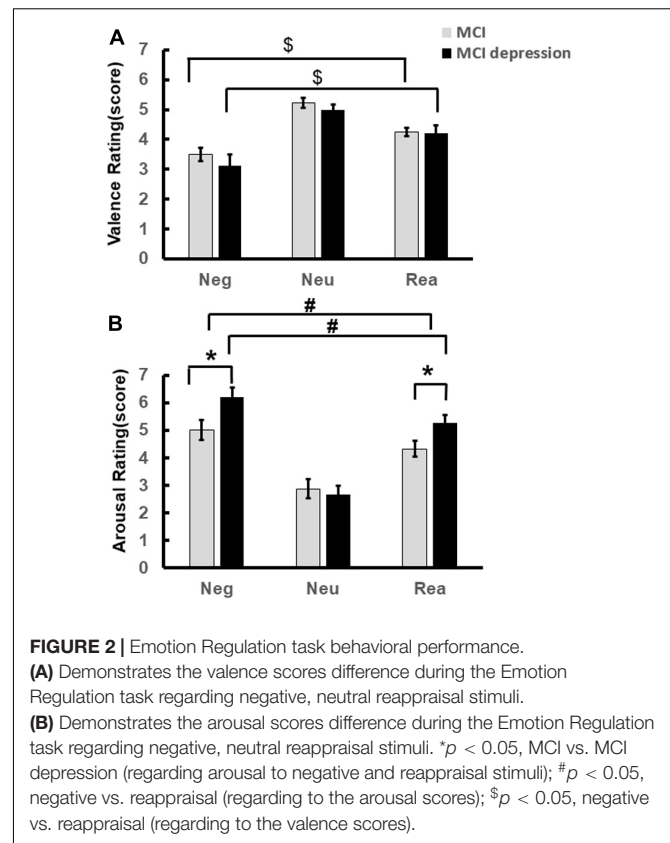 A
MCI
MCI depression
$
$
Valence Rating(score)
7
6
5
4
3
2
1
0
Neg Neu Rea
B
#
#
*
*
Arousal Rating(score)
7
6
5
4
3
2
1
0
Neg Neu Rea
FIGURE 2 | Emotion Regulation task behavioral performance.
(A) Demonstrates the valence scores difference during the Emotion
Regulation task regarding negative, neutral reappraisal stimuli.
(B) Demonstrates the arousal scores difference during the Emotion Regulation
task regarding negative, neutral reappraisal stimuli. *p < 0.05, MCI vs. MCI
depression (regarding arousal to negative and reappraisal stimuli); #p < 0.05,
negative vs. reappraisal (regarding to the arousal scores); $p < 0.05, negative
vs. reappraisal (regarding to the valence scores).